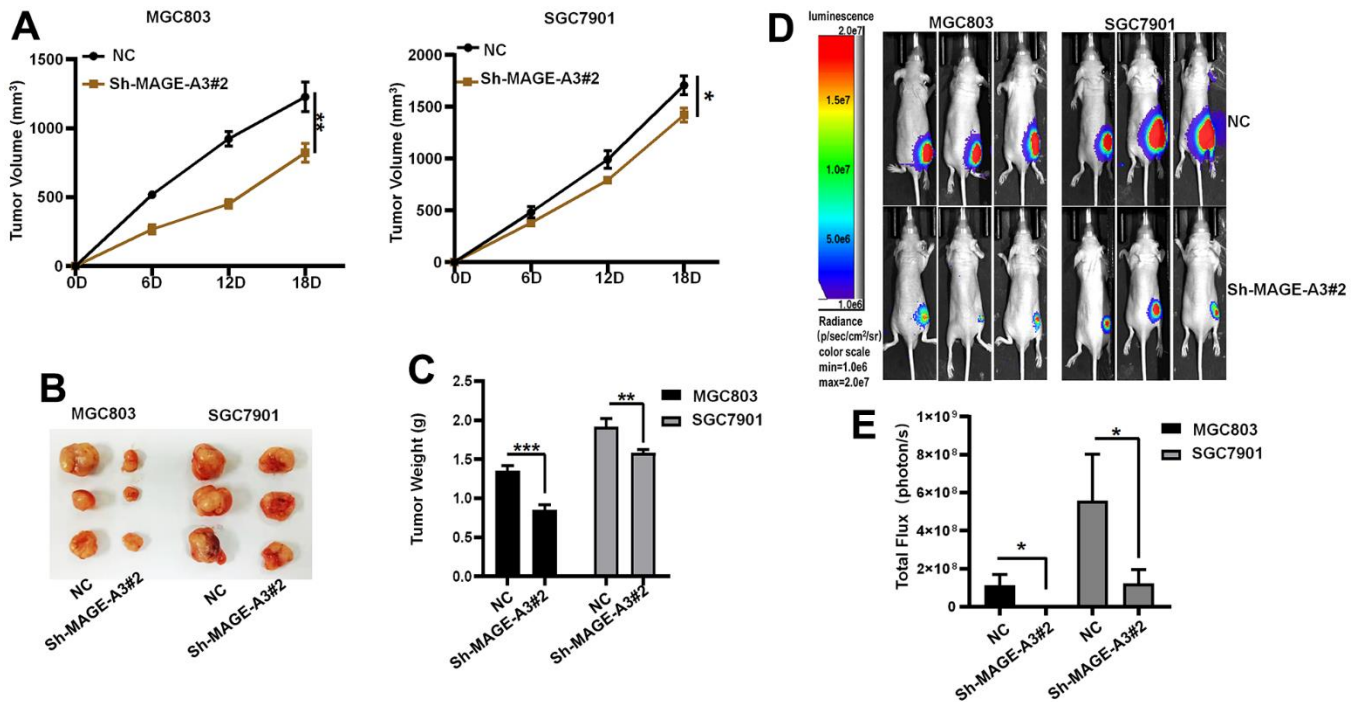 A
MGC803
NC
Sh-MAGE-A3#2
Tumor Volume (mm³)
1500
1000
500
0
0D
6D
12D
18D
**
SGC7901
NC
Sh-MAGE-A3#2
Tumor Volume (mm³)
2000
1500
1000
500
0
0D
6D
12D
18D
*
B
MGC803
SGC7901
NC
Sh-MAGE-A3#2
NC
Sh-MAGE-A3#2
C
Tumor Weight (g)
2.5
2.0
1.5
1.0
0.5
0.0
***
**
MGC803
SGC7901
NC
Sh-MAGE-A3#2
NC
Sh-MAGE-A3#2
D
luminescence
2.0e7
1.5e7
1.0e7
5.0e6
1.0e6
Radiance
(p/sec/cm²/sr)
color scale
min=1.0e6
max=2.0e7
MGC803
SGC7901
NC
Sh-MAGE-A3#2
E
Total Flux (photon/s)
1×10⁹
8×10⁸
6×10⁸
4×10⁸
2×10⁸
0
*
*
MGC803
SGC7901
NC
Sh-MAGE-A3#2
NC
Sh-MAGE-A3#2